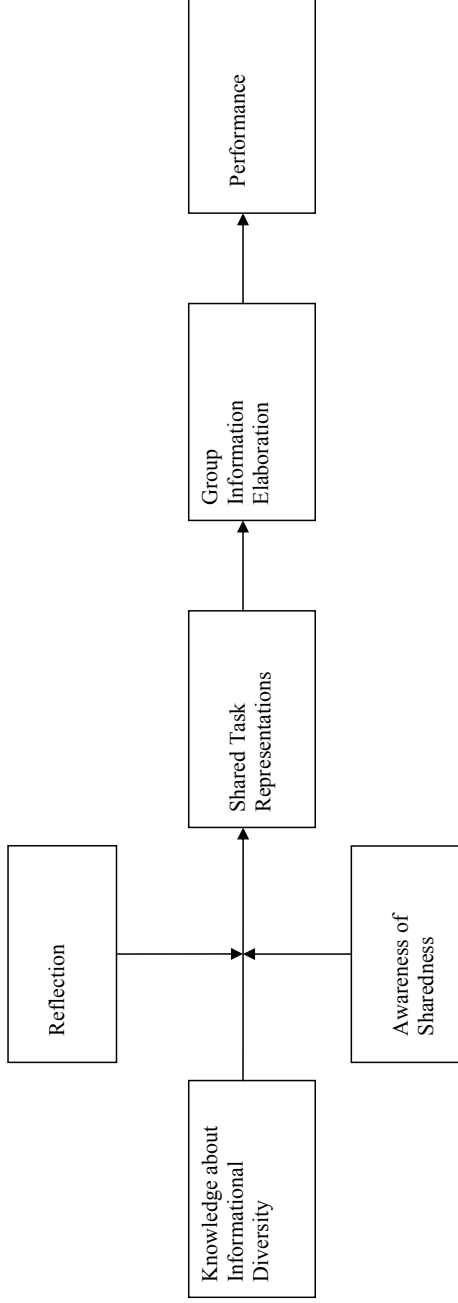 Reflection
Knowledge about
Informational
Diversity
Awareness of
Sharedness
Shared Task
Representations
Group
Information
Elaboration
Performance